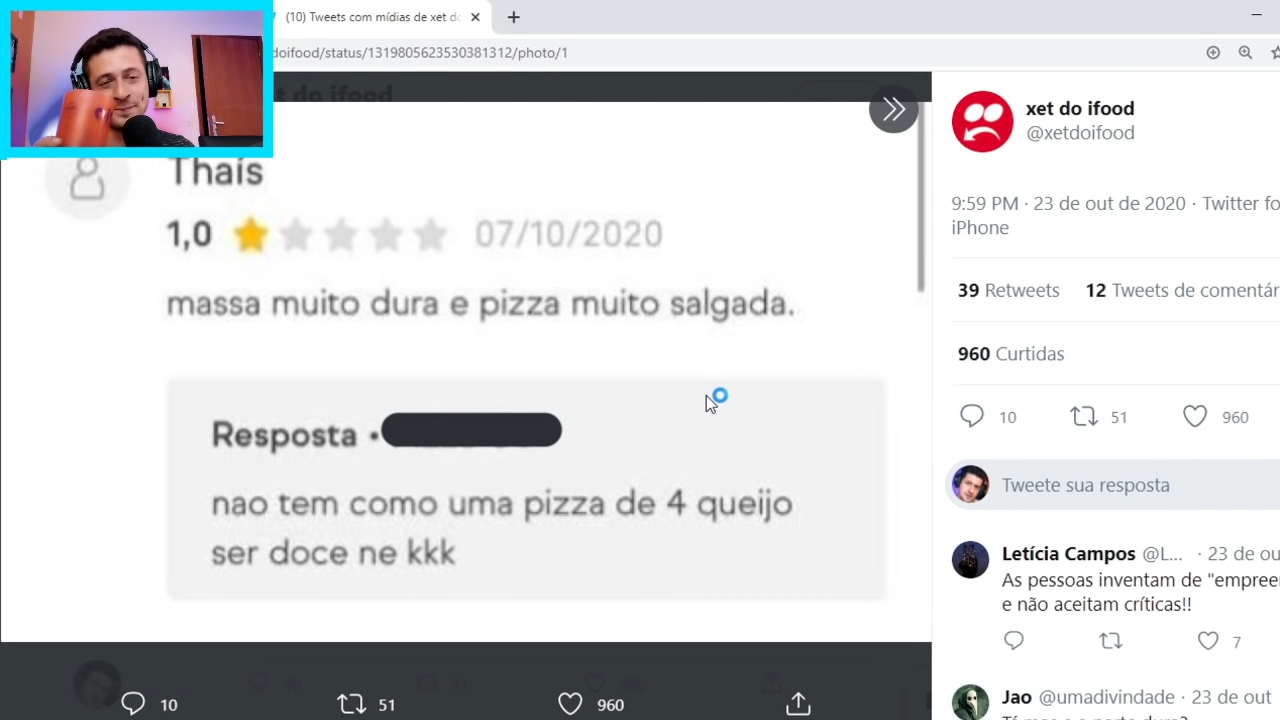 (10) Tweets com mídias de xet do
doifood/status/1319805623530381312/photo/1
xet do ifood
Thaís
1,0 07/10/2020
massa muito dura e pizza muito salgada.
Resposta •
nao tem como uma pizza de 4 queijo
ser doce ne kkk
10 51 960
xet do ifood
@xetdoifood
9:59 PM · 23 de out de 2020 · Twitter fo
iPhone
39 Retweets 12 Tweets de comentár
960 Curtidas
10 51 960
Tweete sua resposta
Letícia Campos @L... · 23 de ou
As pessoas inventam de "empree
e não aceitam críticas!!
7
Jao @umadivindade · 23 de out